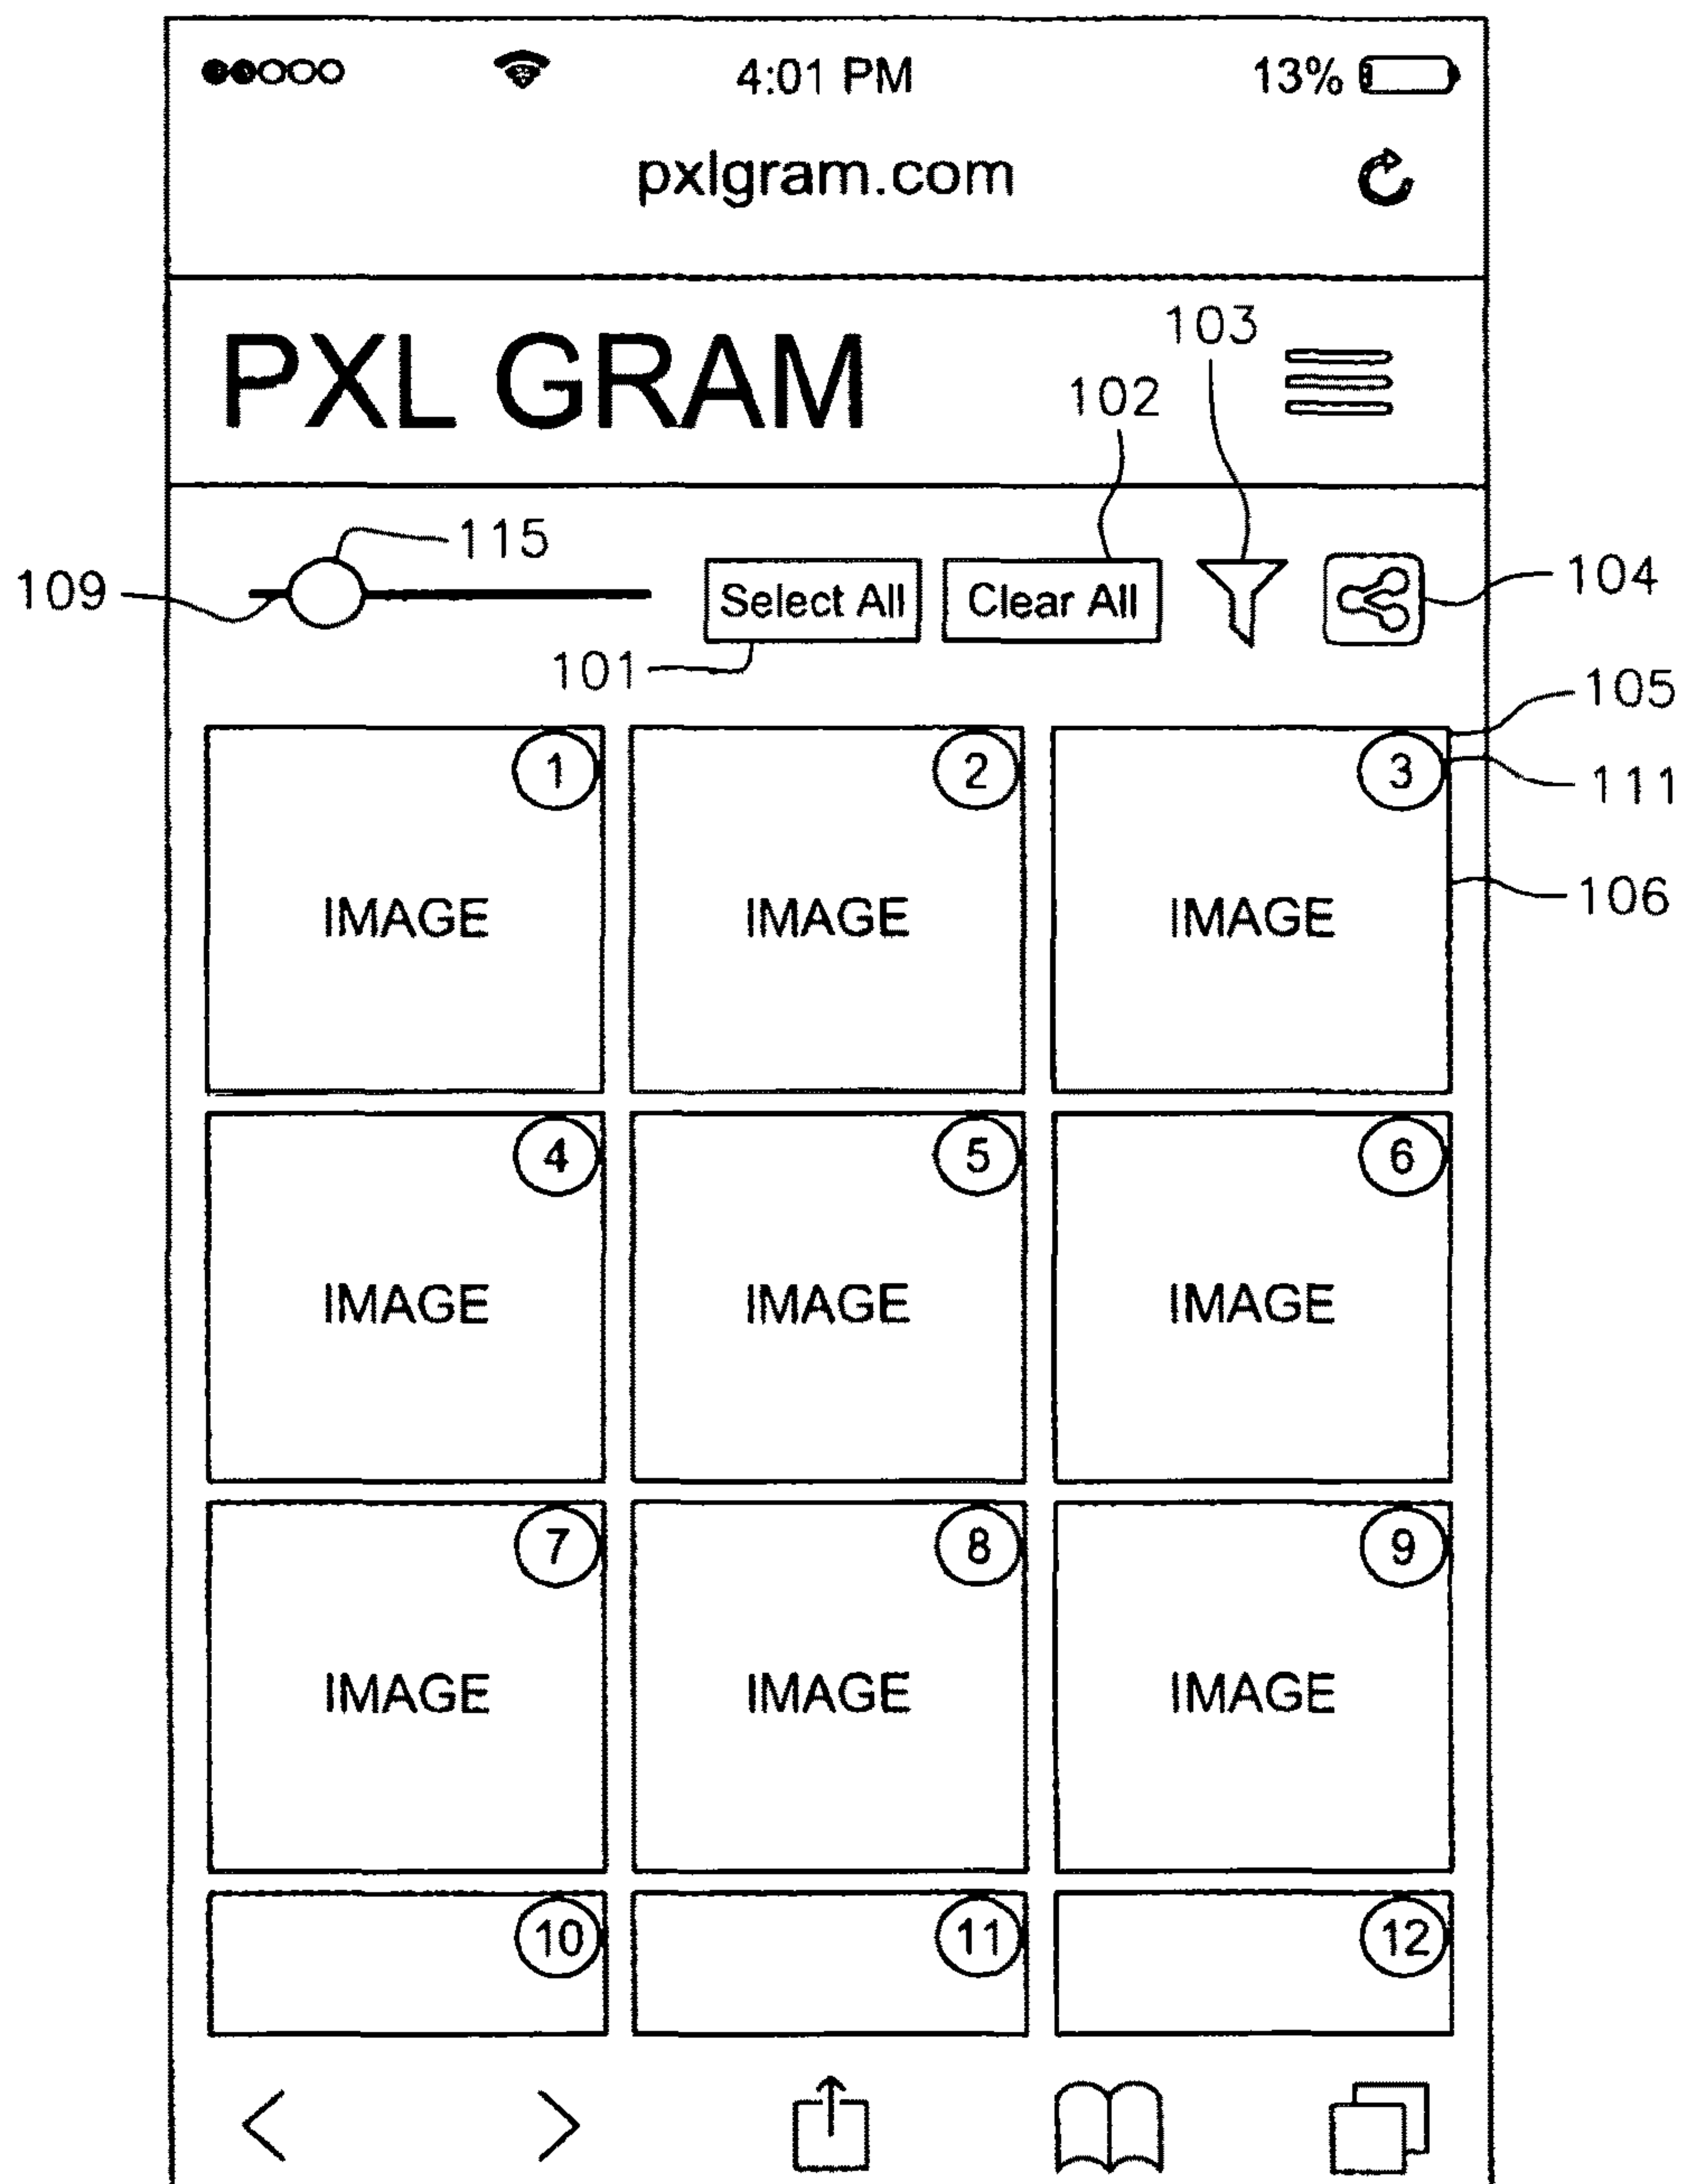 4:01 PM 13%
pxlgram.com
PXL GRAM
103
102
115
109
Select All
Clear All
104
101
105
1 2 3
111
IMAGE IMAGE IMAGE
106
4 5 6
IMAGE IMAGE IMAGE
7 8 9
IMAGE IMAGE IMAGE
10 11 12